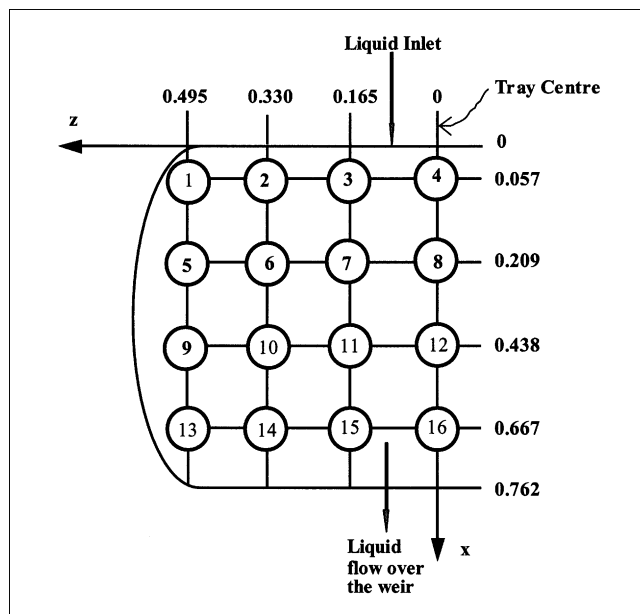 Liquid Inlet
Tray Centre
0.495 0.330 0.165 0
z
0
1 2 3 4 0.057
5 6 7 8 0.209
9 10 11 12 0.438
13 14 15 16 0.667
0.762
Liquid
flow over
the weir
x